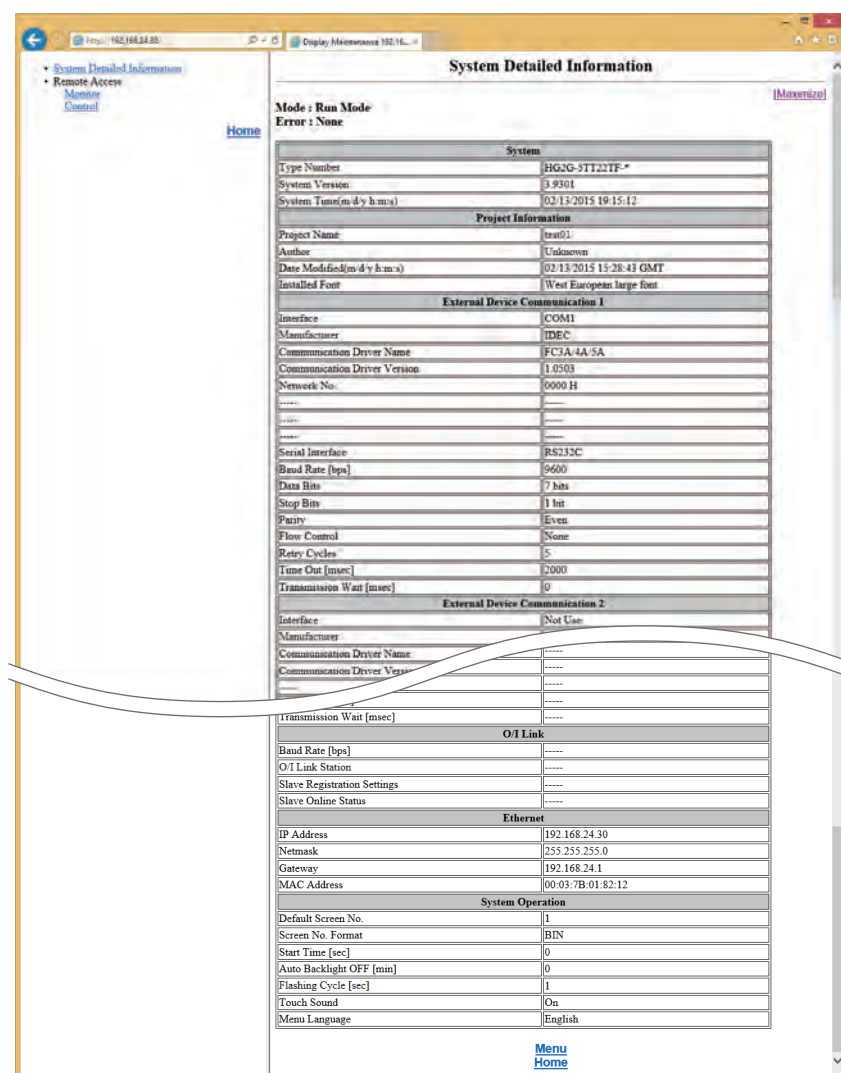 http://192.168.24.30/
Display Maintenance 192.16...
• System Detailed Information
• Remote Access
Monitor
Control
Home
System Detailed Information
[Maximize]
Mode : Run Mode
Error : None
System
Type Number HG2G-5TT22TF-*
System Version 3.9301
System Time(m/d/y h:m:s) 02/13/2015 19:15:12
Project Information
Project Name test01
Author Unknown
Date Modified(m/d/y h:m:s) 02/13/2015 15:28:43 GMT
Installed Font West European large font
External Device Communication 1
Interface COM1
Manufacturer IDEC
Communication Driver Name FC3A/4A/5A
Communication Driver Version 1.0503
Network No. 0000 H
----- -----
----- -----
----- -----
Serial Interface RS232C
Baud Rate [bps] 9600
Data Bits 7 bits
Stop Bits 1 bit
Parity Even
Flow Control None
Retry Cycles 5
Time Out [msec] 2000
Transmission Wait [msec] 0
External Device Communication 2
Interface Not Use
Manufacturer
Communication Driver Name -----
Communication Driver -----
----- -----
-----
Transmission Wait [msec] -----
O/I Link
Baud Rate [bps] -----
O/I Link Station -----
Slave Registration Settings -----
Slave Online Status -----
Ethernet
IP Address 192.168.24.30
Netmask 255.255.255.0
Gateway 192.168.24.1
MAC Address 00:03:7B:01:82:12
System Operation
Default Screen No. 1
Screen No. Format BIN
Start Time [sec] 0
Auto Backlight OFF [min] 0
Flashing Cycle [sec] 1
Touch Sound On
Menu Language English
Menu
Home